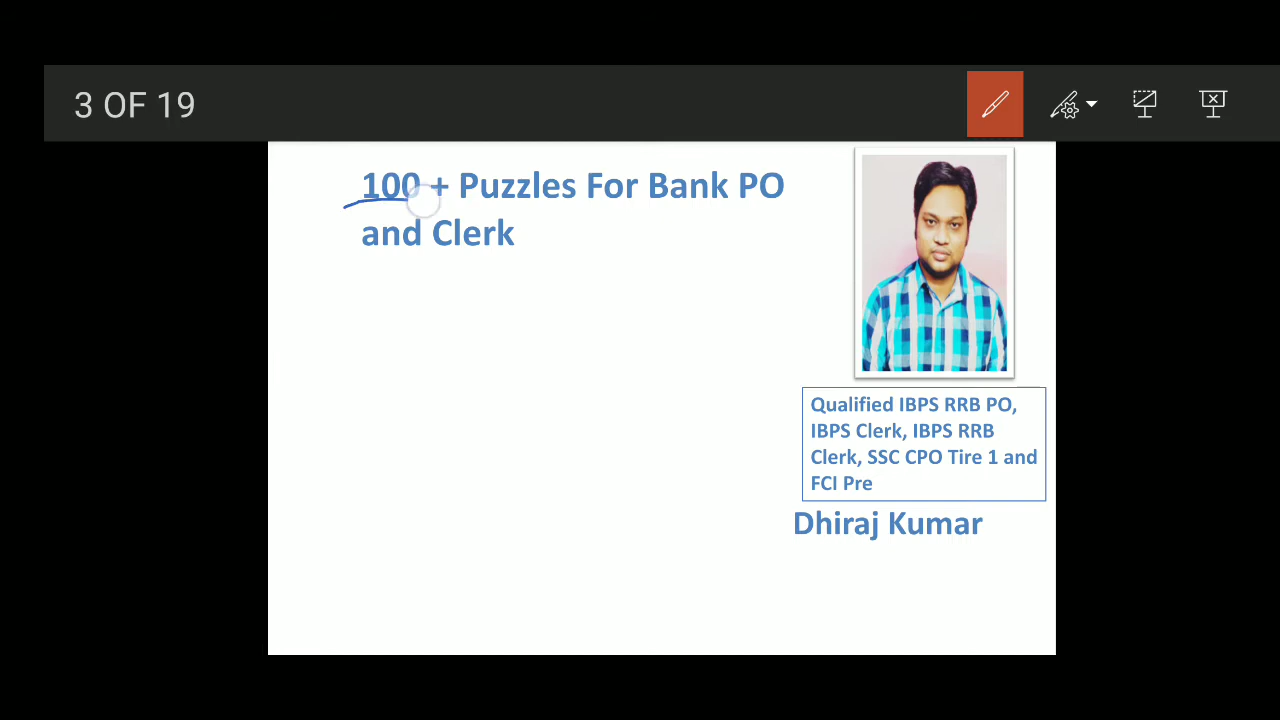 3 OF 19
100 + Puzzles For Bank PO
and Clerk
Qualified IBPS RRB PO,
IBPS Clerk, IBPS RRB
Clerk, SSC CPO Tire 1 and
FCI Pre
Dhiraj Kumar